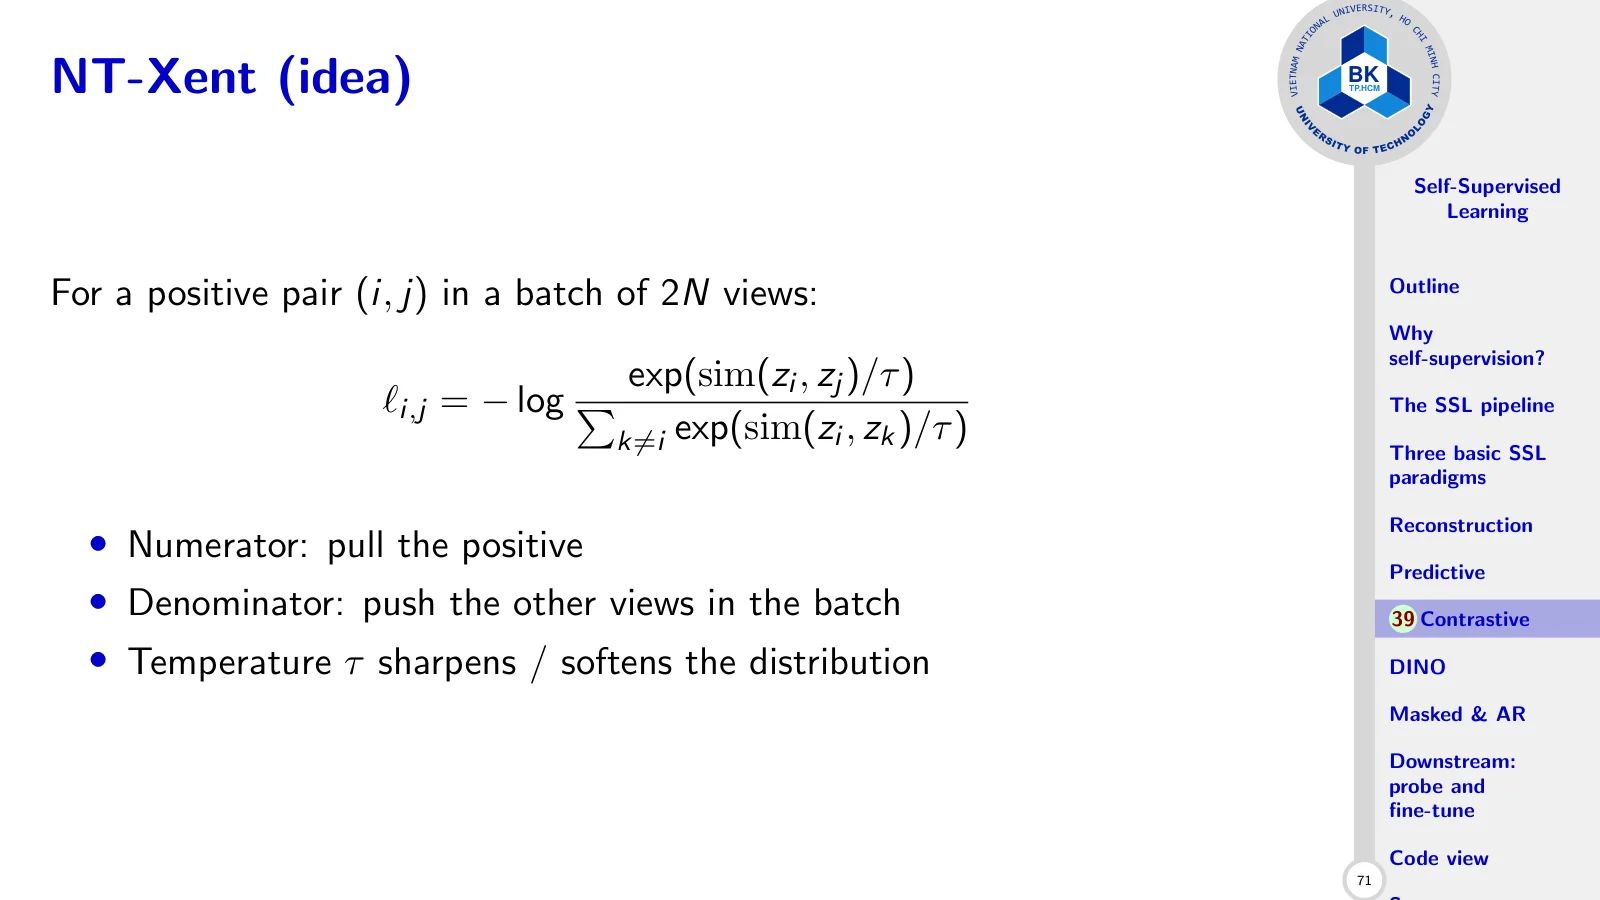 NT-Xent (idea)
For a positive pair (i, j) in a batch of 2N views:
ℓ_{i,j} = − log \frac{exp(sim(z_i, z_j)/τ)}{∑_{k≠i} exp(sim(z_i, z_k)/τ)}
• Numerator: pull the positive
• Denominator: push the other views in the batch
• Temperature τ sharpens / softens the distribution
VIETNAM NATIONAL UNIVERSITY, HO CHI MINH CITY
BK
TP.HCM
UNIVERSITY OF TECHNOLOGY
Self-Supervised
Learning
Outline
Why
self-supervision?
The SSL pipeline
Three basic SSL
paradigms
Reconstruction
Predictive
39 Contrastive
DINO
Masked & AR
Downstream:
probe and
fine-tune
Code view
71